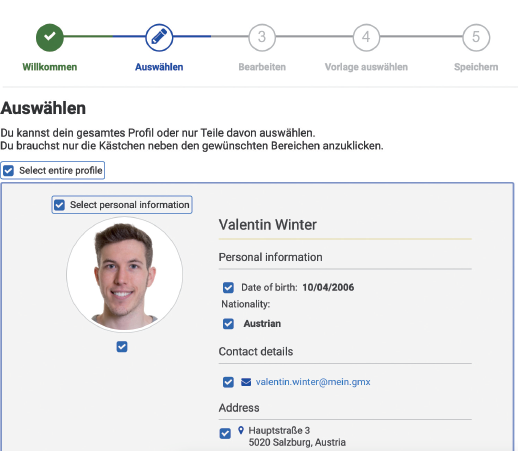 Willkommen
Auswählen
3
Bearbeiten
4
Vorlage auswählen
5
Speichern
Auswählen
Du kannst dein gesamtes Profil oder nur Teile davon auswählen.
Du brauchst nur die Kästchen neben den gewünschten Bereichen anzuklicken.
Select entire profile
Select personal information
Valentin Winter
Personal information
Date of birth: 10/04/2006
Nationality:
Austrian
Contact details
valentin.winter@mein.gmx
Address
Hauptstraße 3
5020 Salzburg, Austria